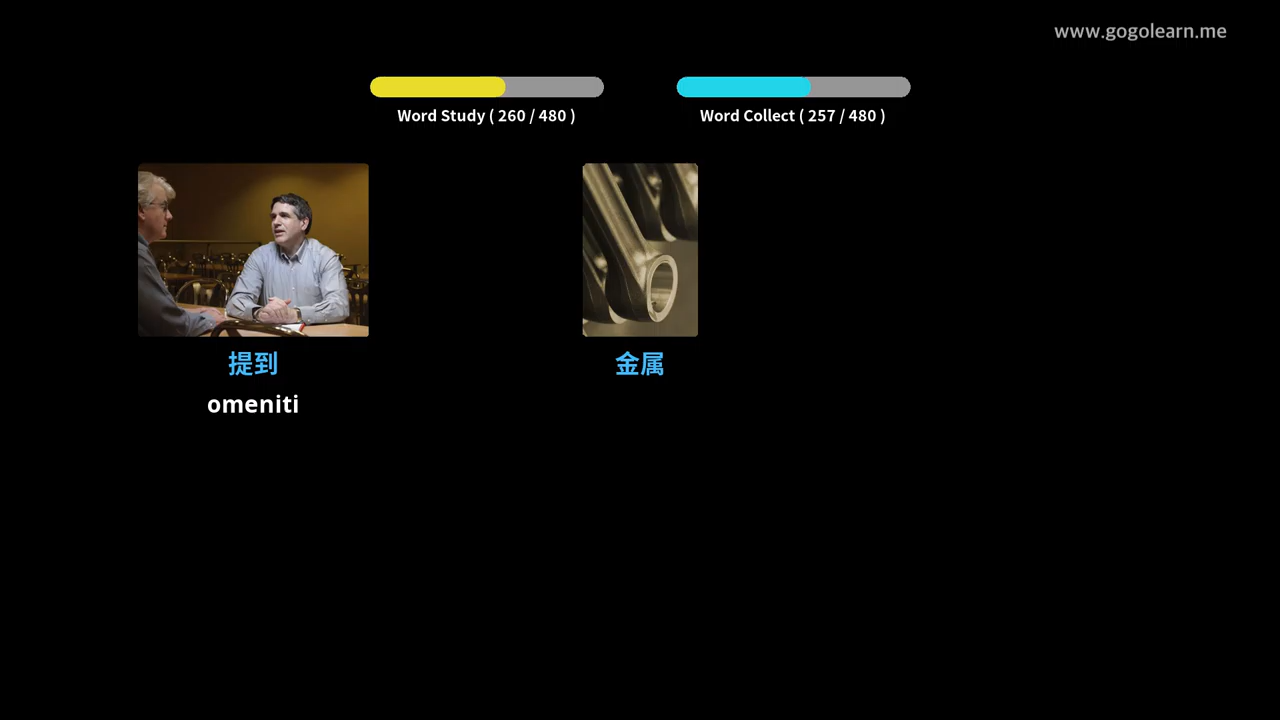 www.gogolearn.me
Word Study ( 260 / 480 )
Word Collect ( 257 / 480 )
提到
金属
omeniti